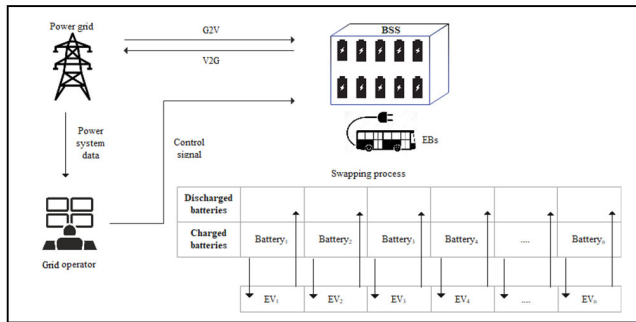 Power grid
G2V
V2G
BSS
Power
system
data
Control
signal
EBs
Swapping process
Discharged
batteries
Charged
batteries
Battery₁ Battery₂ Battery₃ Battery₄ .... Batteryₙ
Grid operator
EV₁ EV₂ EV₃ EV₄ .... EVₙ